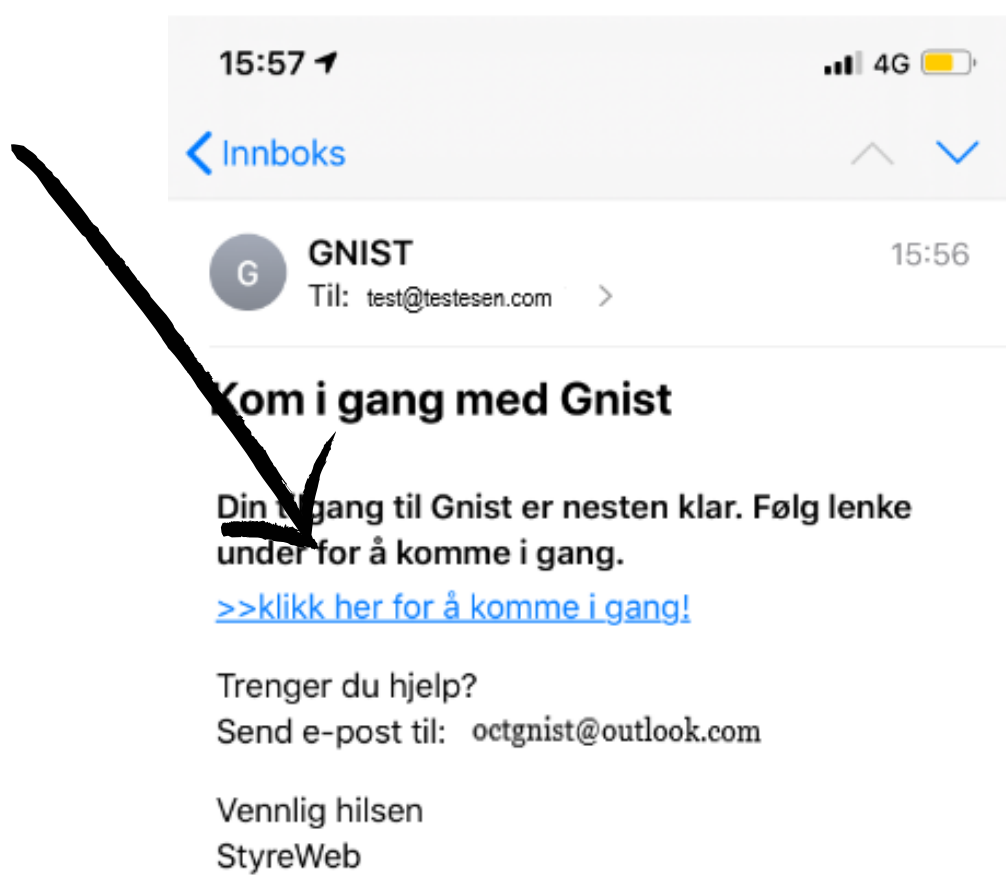 15:57 4G
Innboks
G
GNIST 15:56
Til: test@testesen.com
Kom i gang med Gnist
Din tilgang til Gnist er nesten klar. Følg lenke
under for å komme i gang.
>>klikk her for å komme i gang!
Trenger du hjelp?
Send e-post til: octgnist@outlook.com
Vennlig hilsen
StyreWeb